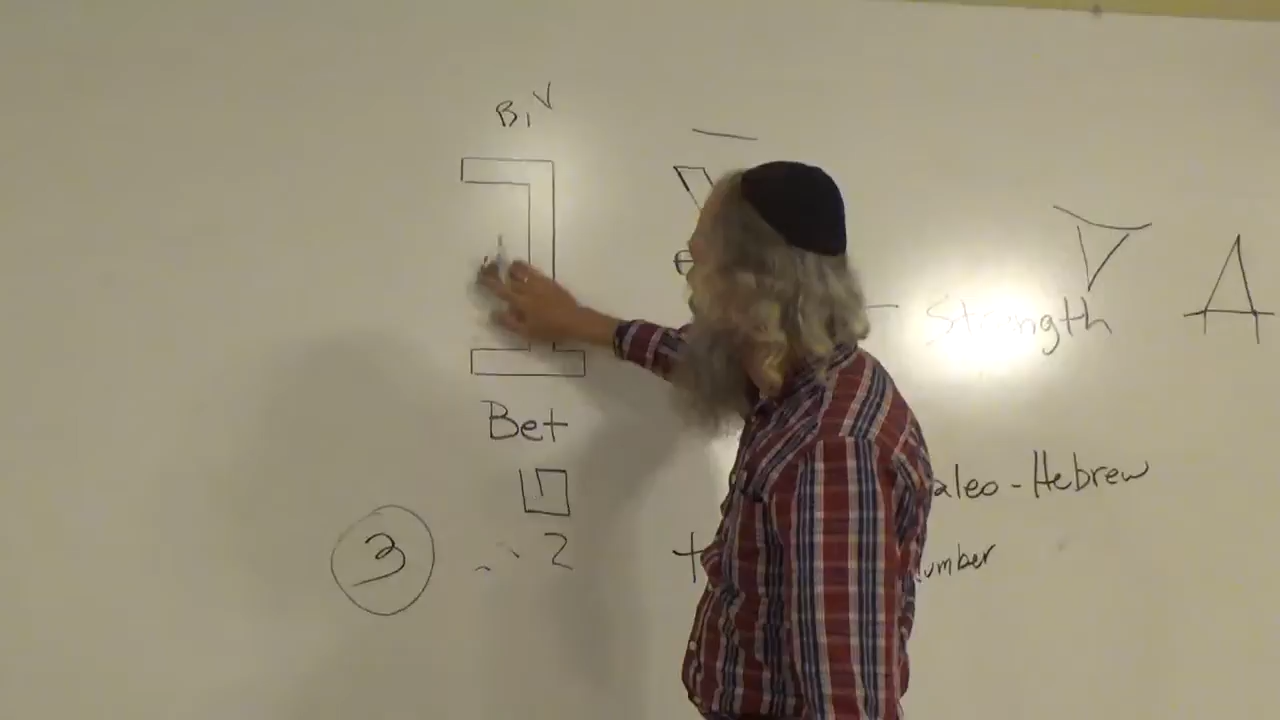 B, V
ב
Strength
A
Bet
aleo-Hebrew
3
2 +
umber